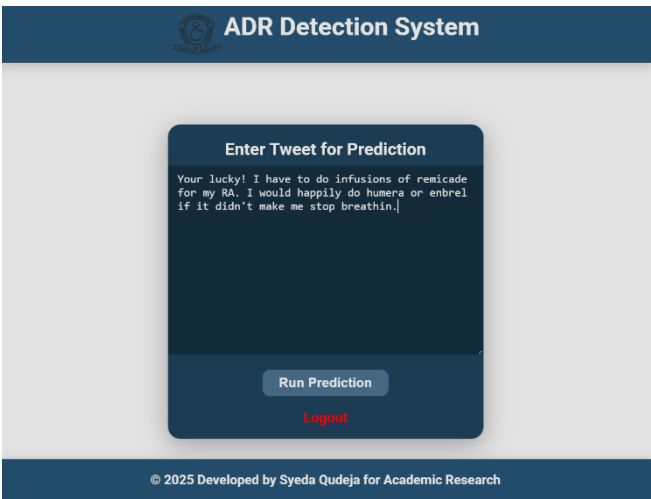 ADR Detection System
Enter Tweet for Prediction
Your lucky! I have to do infusions of remicade
for my RA. I would happily do humera or enbrel
if it didn't make me stop breathin.
Run Prediction
Logout
© 2025 Developed by Syeda Qudeja for Academic Research